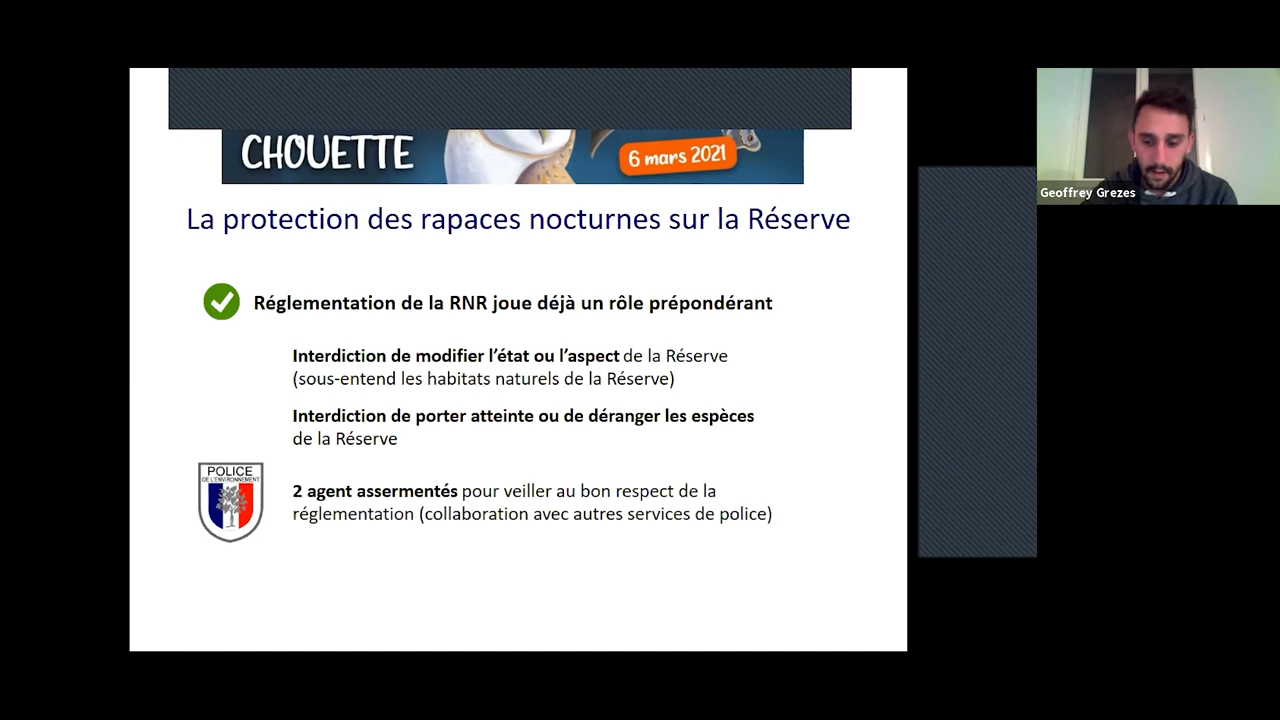 CHOUETTE
6 mars 2021
Geoffrey Grezes
La protection des rapaces nocturnes sur la Réserve
Réglementation de la RNR joue déjà un rôle prépondérant
Interdiction de modifier l'état ou l'aspect de la Réserve
(sous-entend les habitats naturels de la Réserve)
Interdiction de porter atteinte ou de déranger les espèces
de la Réserve
POLICE
DE L'ENVIRONNEMENT
2 agent assermentés pour veiller au bon respect de la
réglementation (collaboration avec autres services de police)